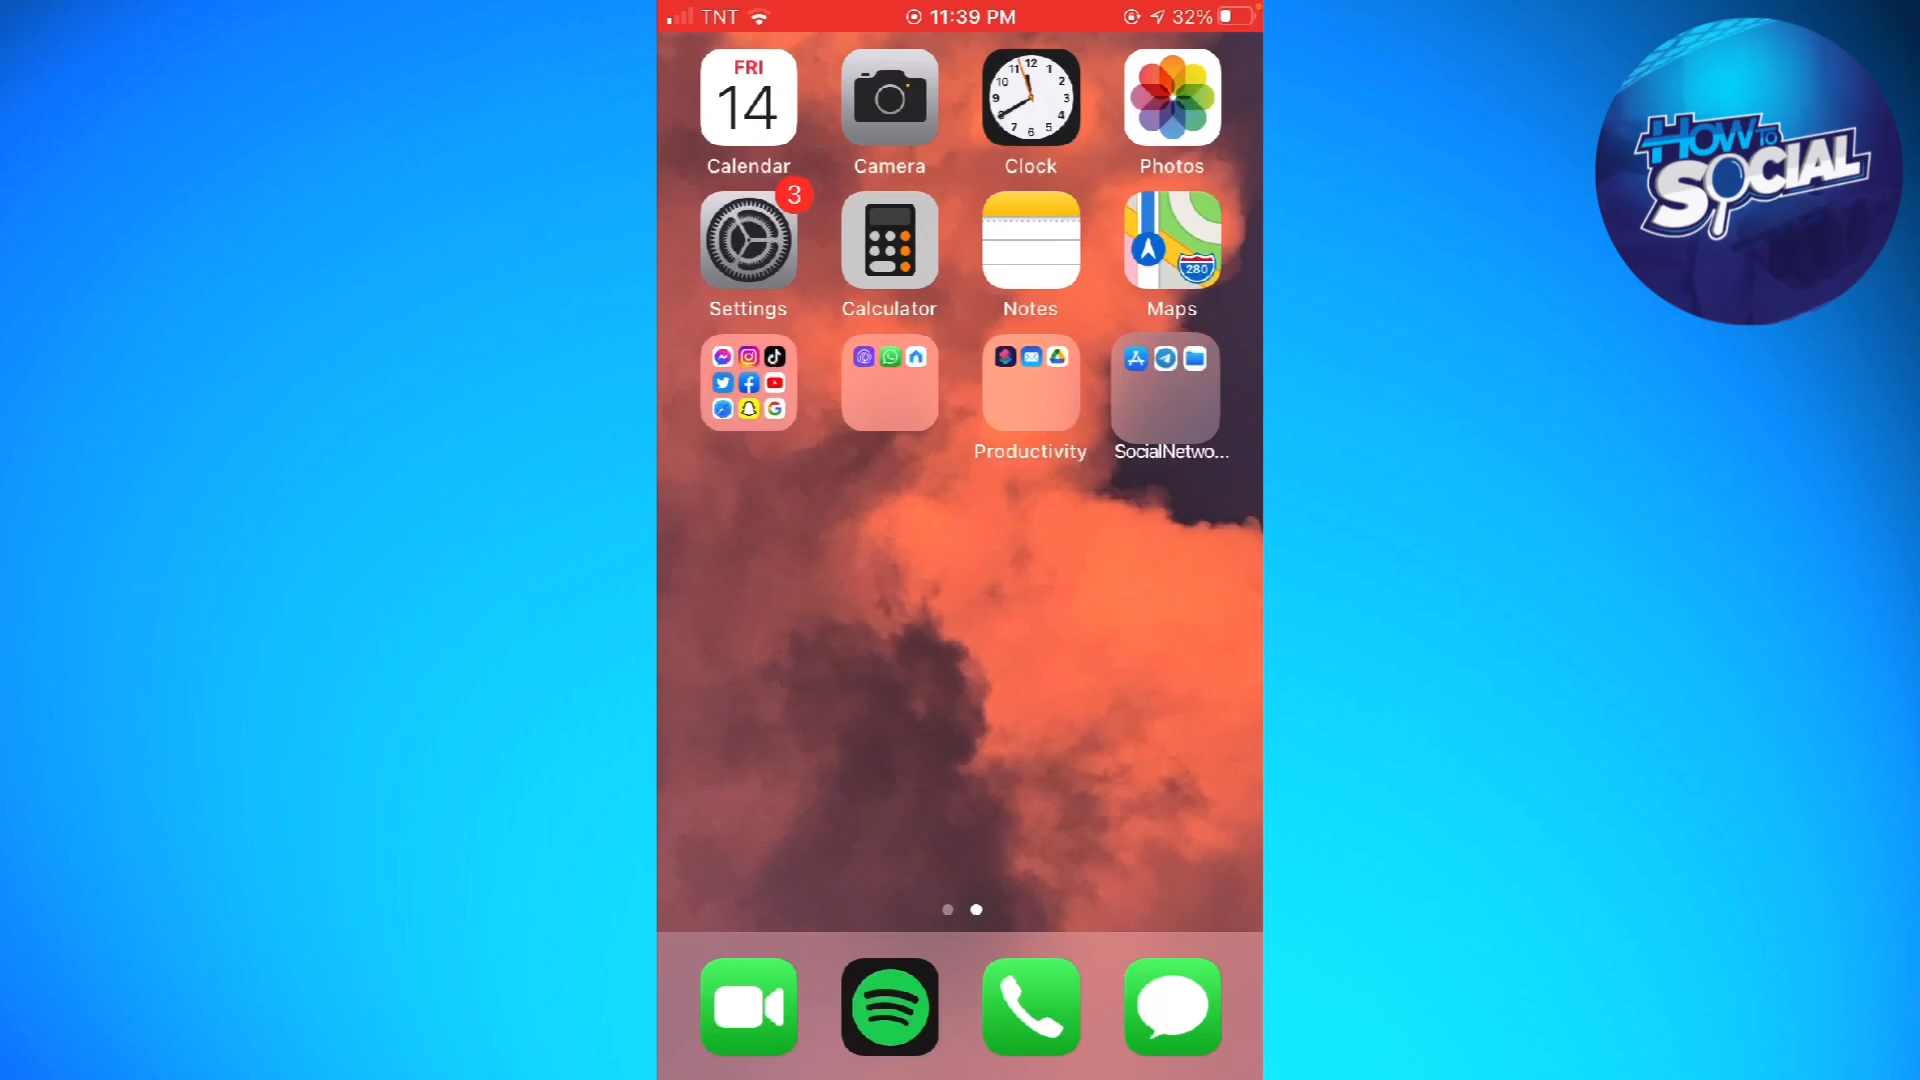 TNT 11:39 PM 32%
FRI
14
Calendar Camera Clock Photos
3
280
Settings Calculator Notes Maps
Productivity SocialNetwo...
HOW TO
SOCIAL